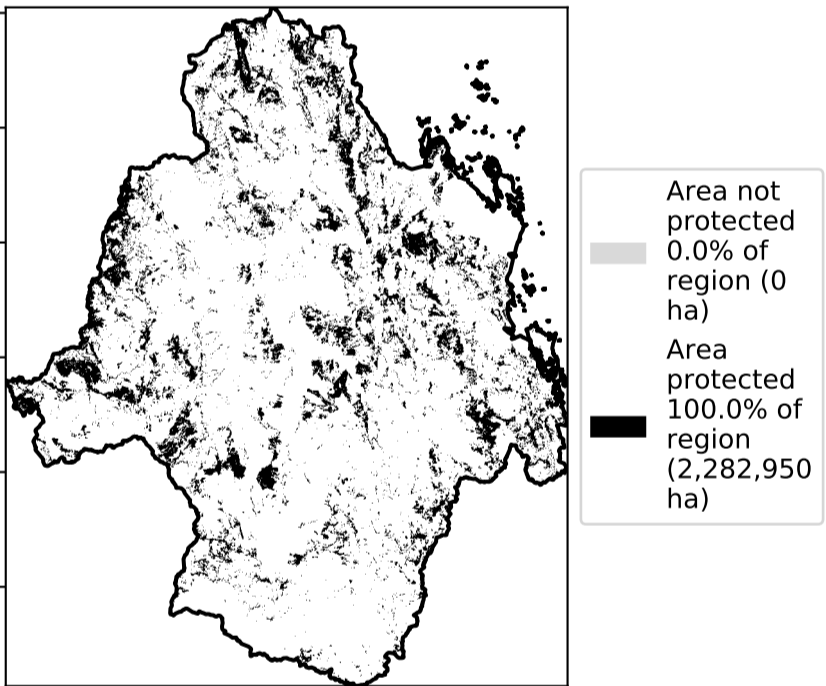 Area not
protected
0.0% of
region (0
ha)
Area
protected
100.0% of
region
(2,282,950
ha)